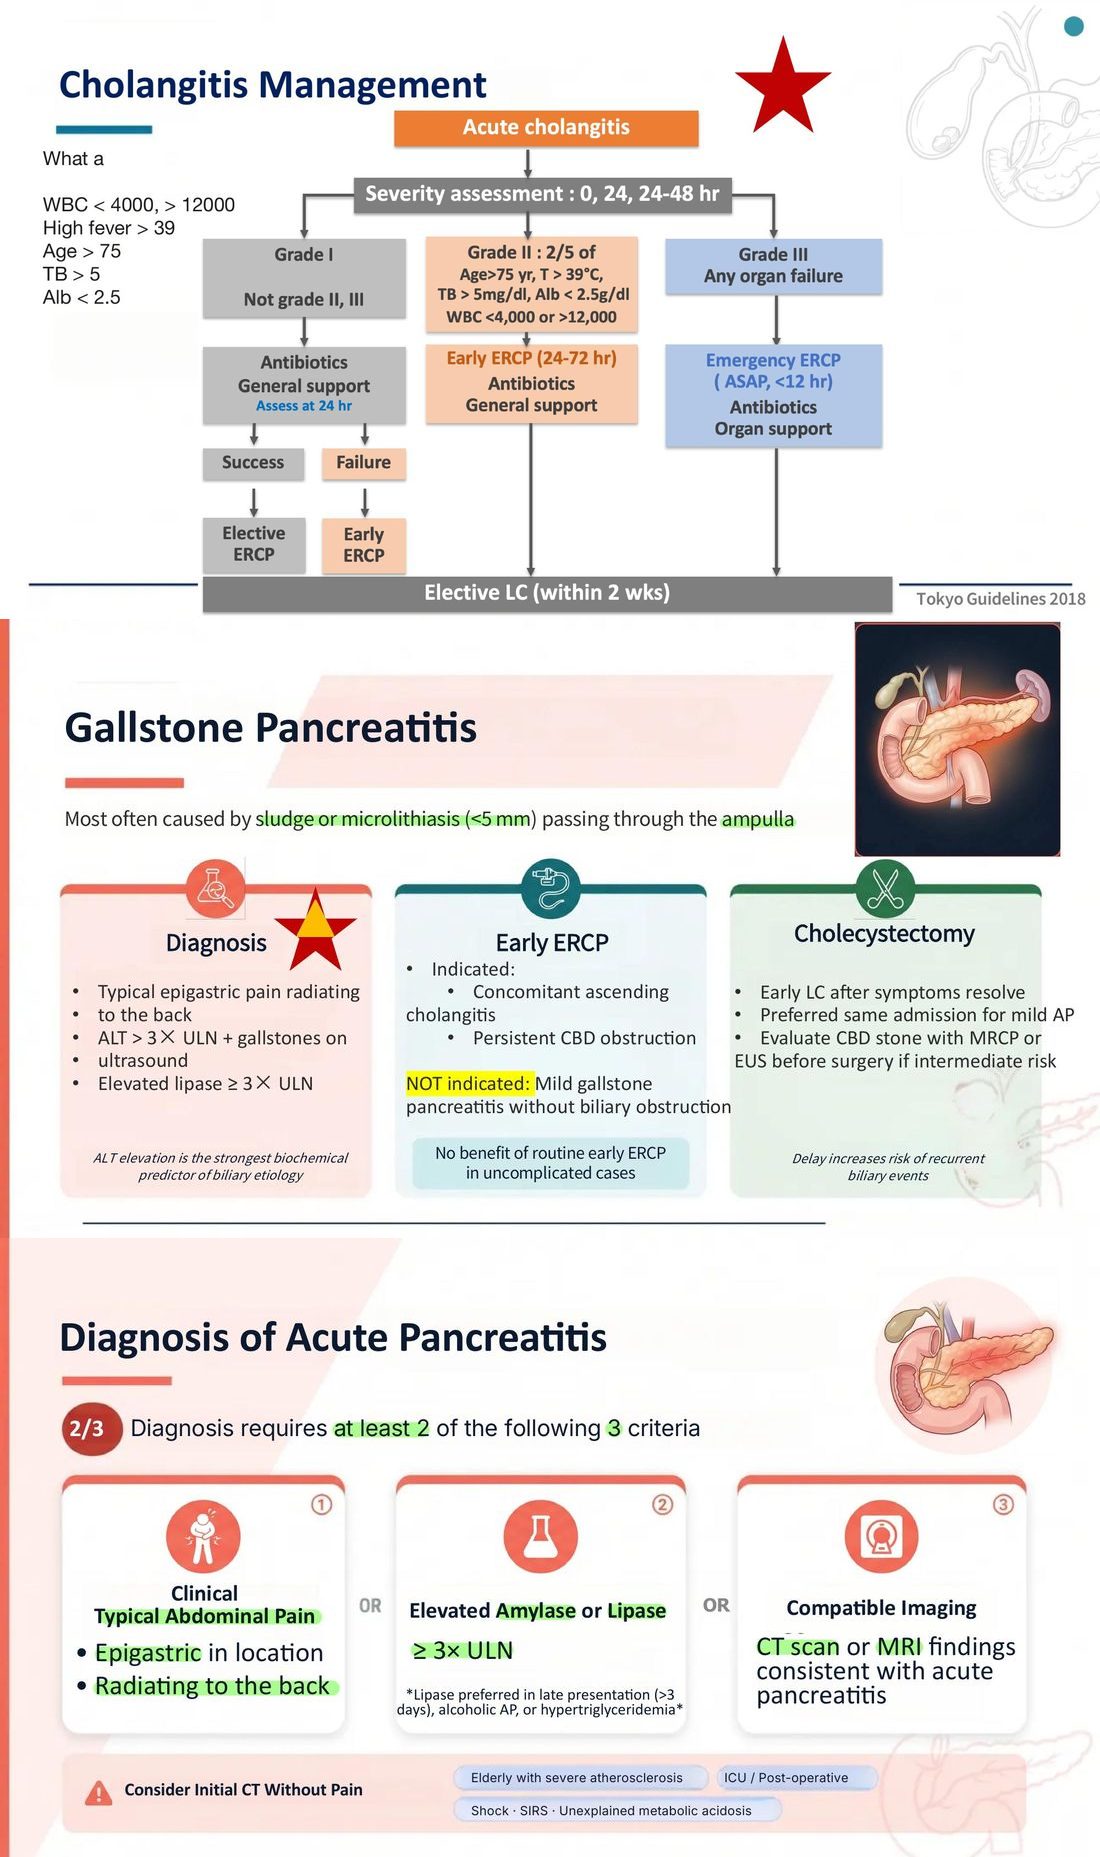 Cholangitis Management
What a
WBC < 4000, > 12000
High fever > 39
Age > 75
TB > 5
Alb < 2.5
Acute cholangitis
Severity assessment : 0, 24, 24-48 hr
Grade I
Not grade II, III
Antibiotics
General support
Assess at 24 hr
Success
Failure
Elective
ERCP
Early
ERCP
Grade II : 2/5 of
Age>75 yr, T > 39°C,
TB > 5mg/dl, Alb < 2.5g/dl
WBC <4,000 or >12,000
Early ERCP (24-72 hr)
Antibiotics
General support
Grade III
Any organ failure
Emergency ERCP
( ASAP, <12 hr)
Antibiotics
Organ support
Elective LC (within 2 wks)
Tokyo Guidelines 2018
Gallstone Pancreatitis
Most often caused by sludge or microlithiasis (<5 mm) passing through the ampulla
Diagnosis
• Typical epigastric pain radiating
• to the back
• ALT > 3× ULN + gallstones on
• ultrasound
• Elevated lipase ≥ 3× ULN
ALT elevation is the strongest biochemical
predictor of biliary etiology
Early ERCP
• Indicated:
• Concomitant ascending
cholangitis
• Persistent CBD obstruction
NOT indicated: Mild gallstone
pancreatitis without biliary obstruction
No benefit of routine early ERCP
in uncomplicated cases
Cholecystectomy
• Early LC after symptoms resolve
• Preferred same admission for mild AP
• Evaluate CBD stone with MRCP or
EUS before surgery if intermediate risk
Delay increases risk of recurrent
biliary events
Diagnosis of Acute Pancreatitis
2/3 Diagnosis requires at least 2 of the following 3 criteria
1
Clinical
Typical Abdominal Pain
• Epigastric in location
• Radiating to the back
OR
2
Elevated Amylase or Lipase
≥ 3× ULN
*Lipase preferred in late presentation (>3
days), alcoholic AP, or hypertriglyceridemia*
OR
3
Compatible Imaging
CT scan or MRI findings
consistent with acute
pancreatitis
Consider Initial CT Without Pain
Elderly with severe atherosclerosis
ICU / Post-operative
Shock · SIRS · Unexplained metabolic acidosis